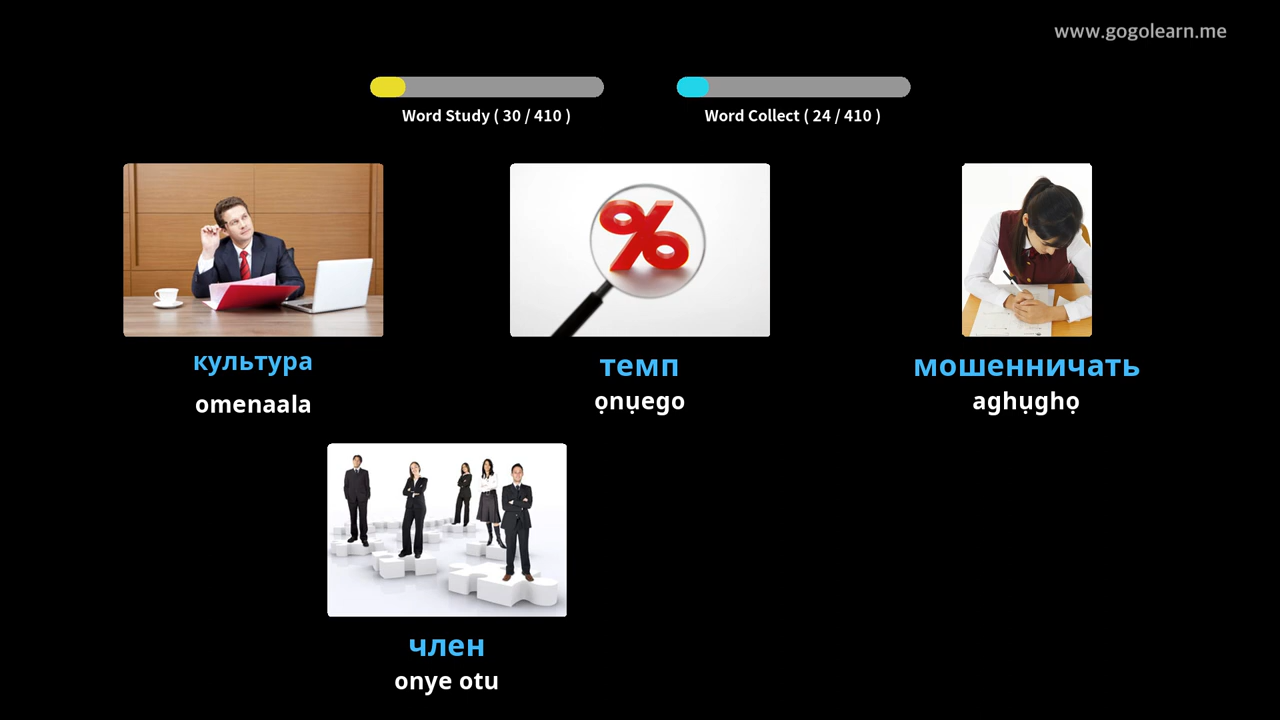 www.gogolearn.me
Word Study ( 30 / 410 )
Word Collect ( 24 / 410 )
культура
omenaala
темп
ọnụego
мошенничать
aghụghọ
член
onye otu